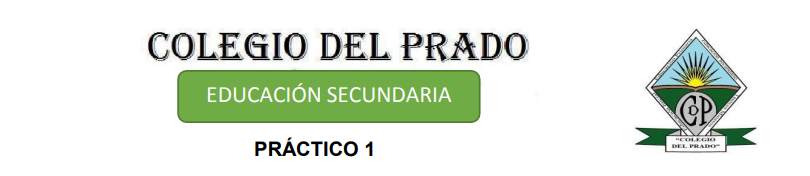 COLEGIO DEL PRADO
EDUCACIÓN SECUNDARIA
PRÁCTICO 1
CDP
"COLEGIO
DEL PRADO"